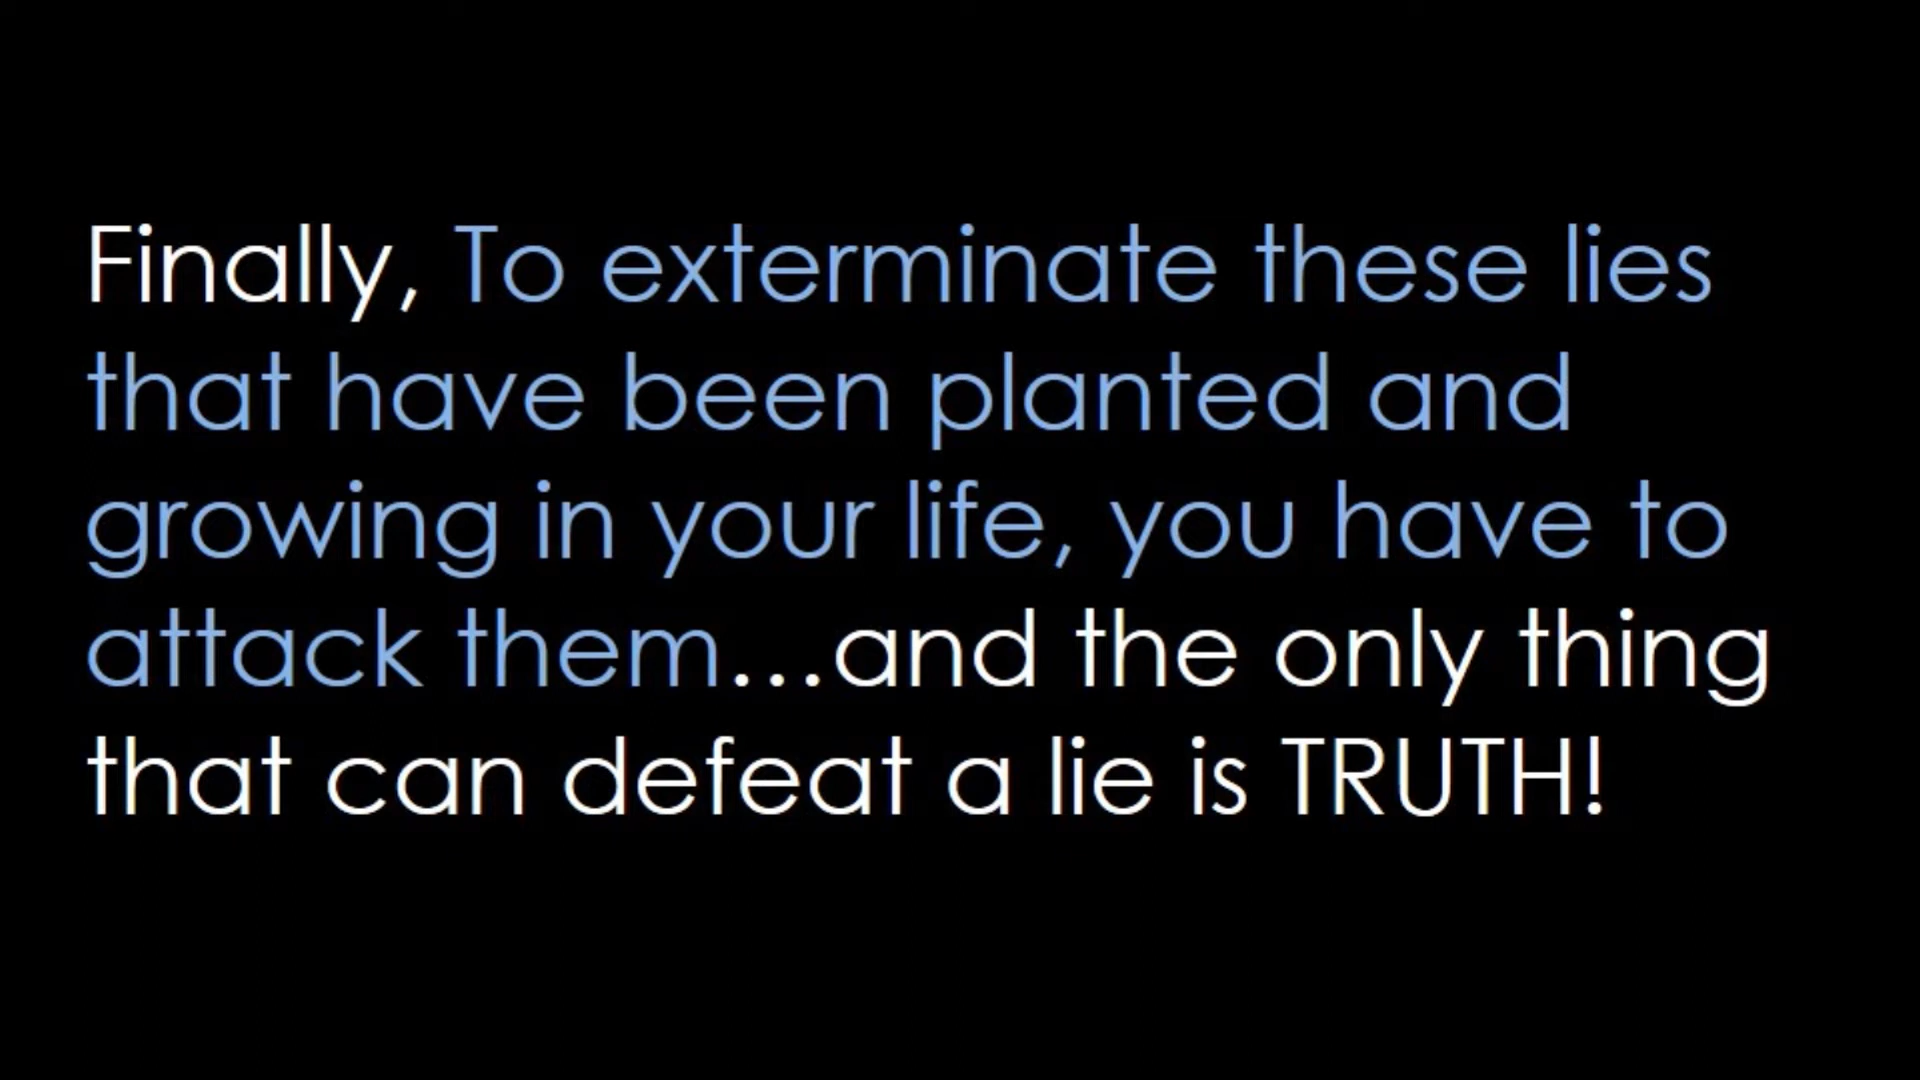 Finally, To exterminate these lies
that have been planted and
growing in your life, you have to
attack them...and the only thing
that can defeat a lie is TRUTH!